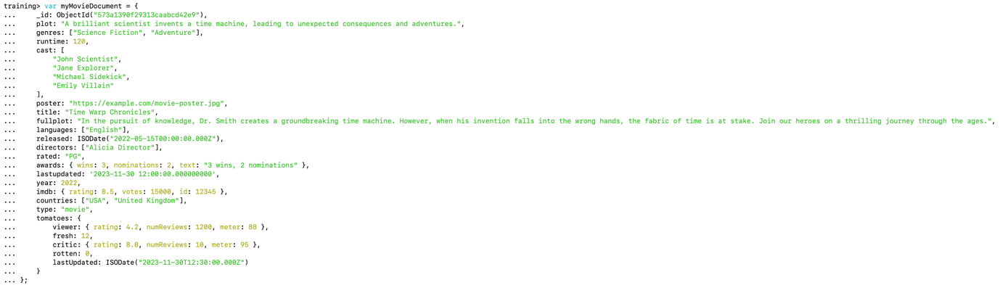 training> var myMovieDocument = {
...     _id: ObjectId("573a1390f29313caabcd42e9"),
...     plot: "A brilliant scientist invents a time machine, leading to unexpected consequences and adventures.",
...     genres: ["Science Fiction", "Adventure"],
...     runtime: 120,
...     cast: [
...         "John Scientist",
...         "Jane Explorer",
...         "Michael Sidekick",
...         "Emily Villain"
...     ],
...     poster: "https://example.com/movie-poster.jpg",
...     title: "Time Warp Chronicles",
...     fullplot: "In the pursuit of knowledge, Dr. Smith creates a groundbreaking time machine. However, when his invention falls into the wrong hands, the fabric of time is at stake. Join our heroes on a thrilling journey through the ages.",
...     languages: ["English"],
...     released: ISODate("2022-05-15T00:00:00.000Z"),
...     directors: ["Alicia Director"],
...     rated: "PG",
...     awards: { wins: 3, nominations: 2, text: "3 wins, 2 nominations" },
...     lastupdated: '2023-11-30 12:00:00.000000000',
...     year: 2022,
...     imdb: { rating: 8.5, votes: 15000, id: 12345 },
...     countries: ["USA", "United Kingdom"],
...     type: "movie",
...     tomatoes: {
...         viewer: { rating: 4.2, numReviews: 1200, meter: 88 },
...         fresh: 12,
...         critic: { rating: 8.0, numReviews: 10, meter: 95 },
...         rotten: 0,
...         lastUpdated: ISODate("2023-11-30T12:30:00.000Z")
...     }
... };